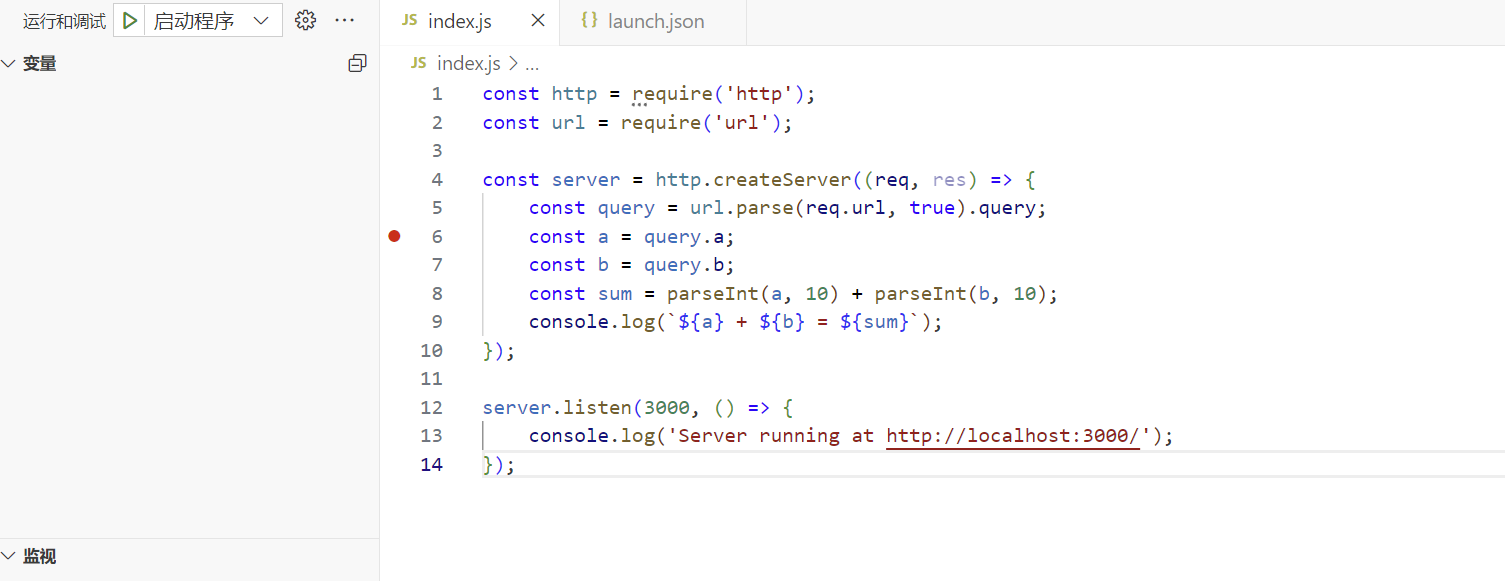 运行和调试 启动程序 ...
变量
监视
JS index.js {} launch.json
JS index.js > ...
1 const http = require('http');
2 const url = require('url');
3
4 const server = http.createServer((req, res) => {
5 const query = url.parse(req.url, true).query;
6 const a = query.a;
7 const b = query.b;
8 const sum = parseInt(a, 10) + parseInt(b, 10);
9 console.log(`${a} + ${b} = ${sum}`);
10 });
11
12 server.listen(3000, () => {
13 console.log('Server running at http://localhost:3000/');
14 });